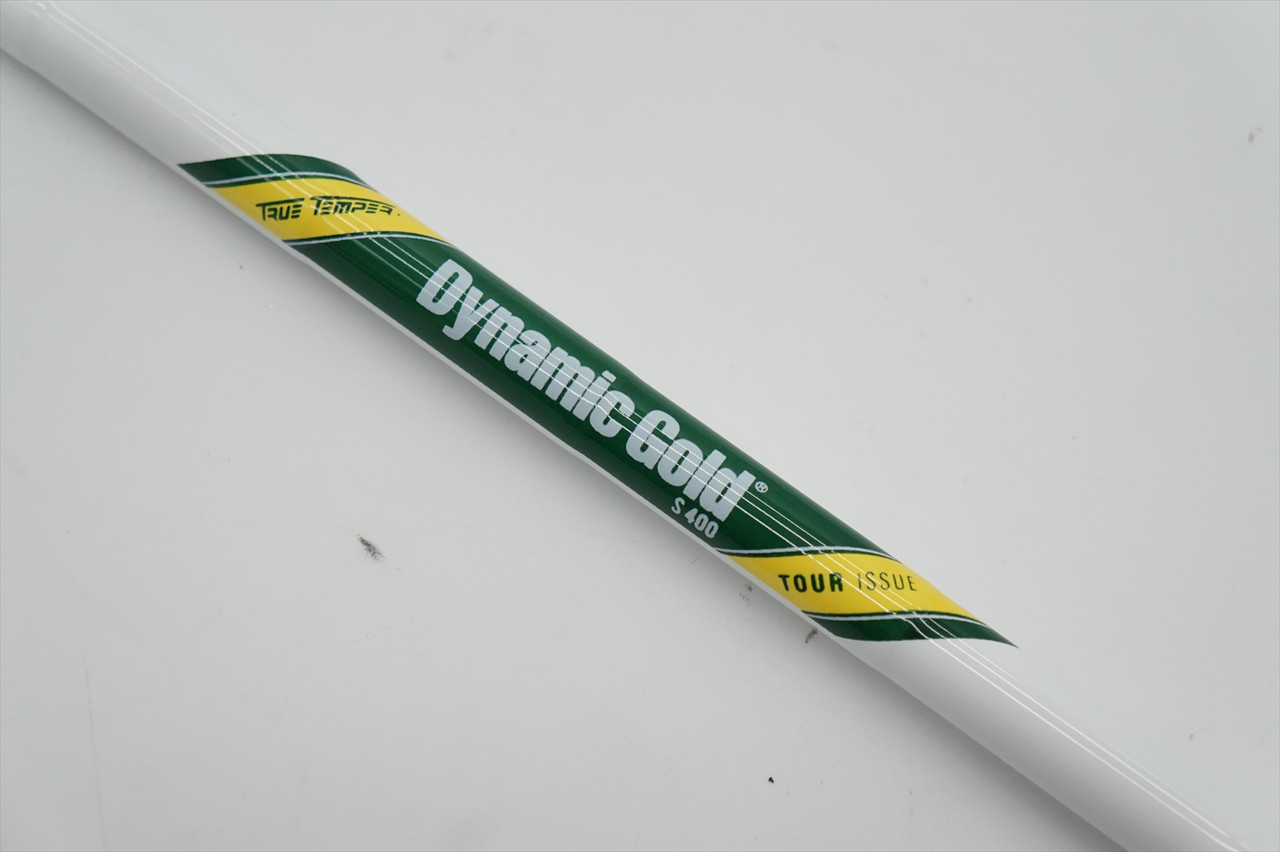 TRUE TEMPER
Dynamic Gold®
S400
TOUR ISSUE